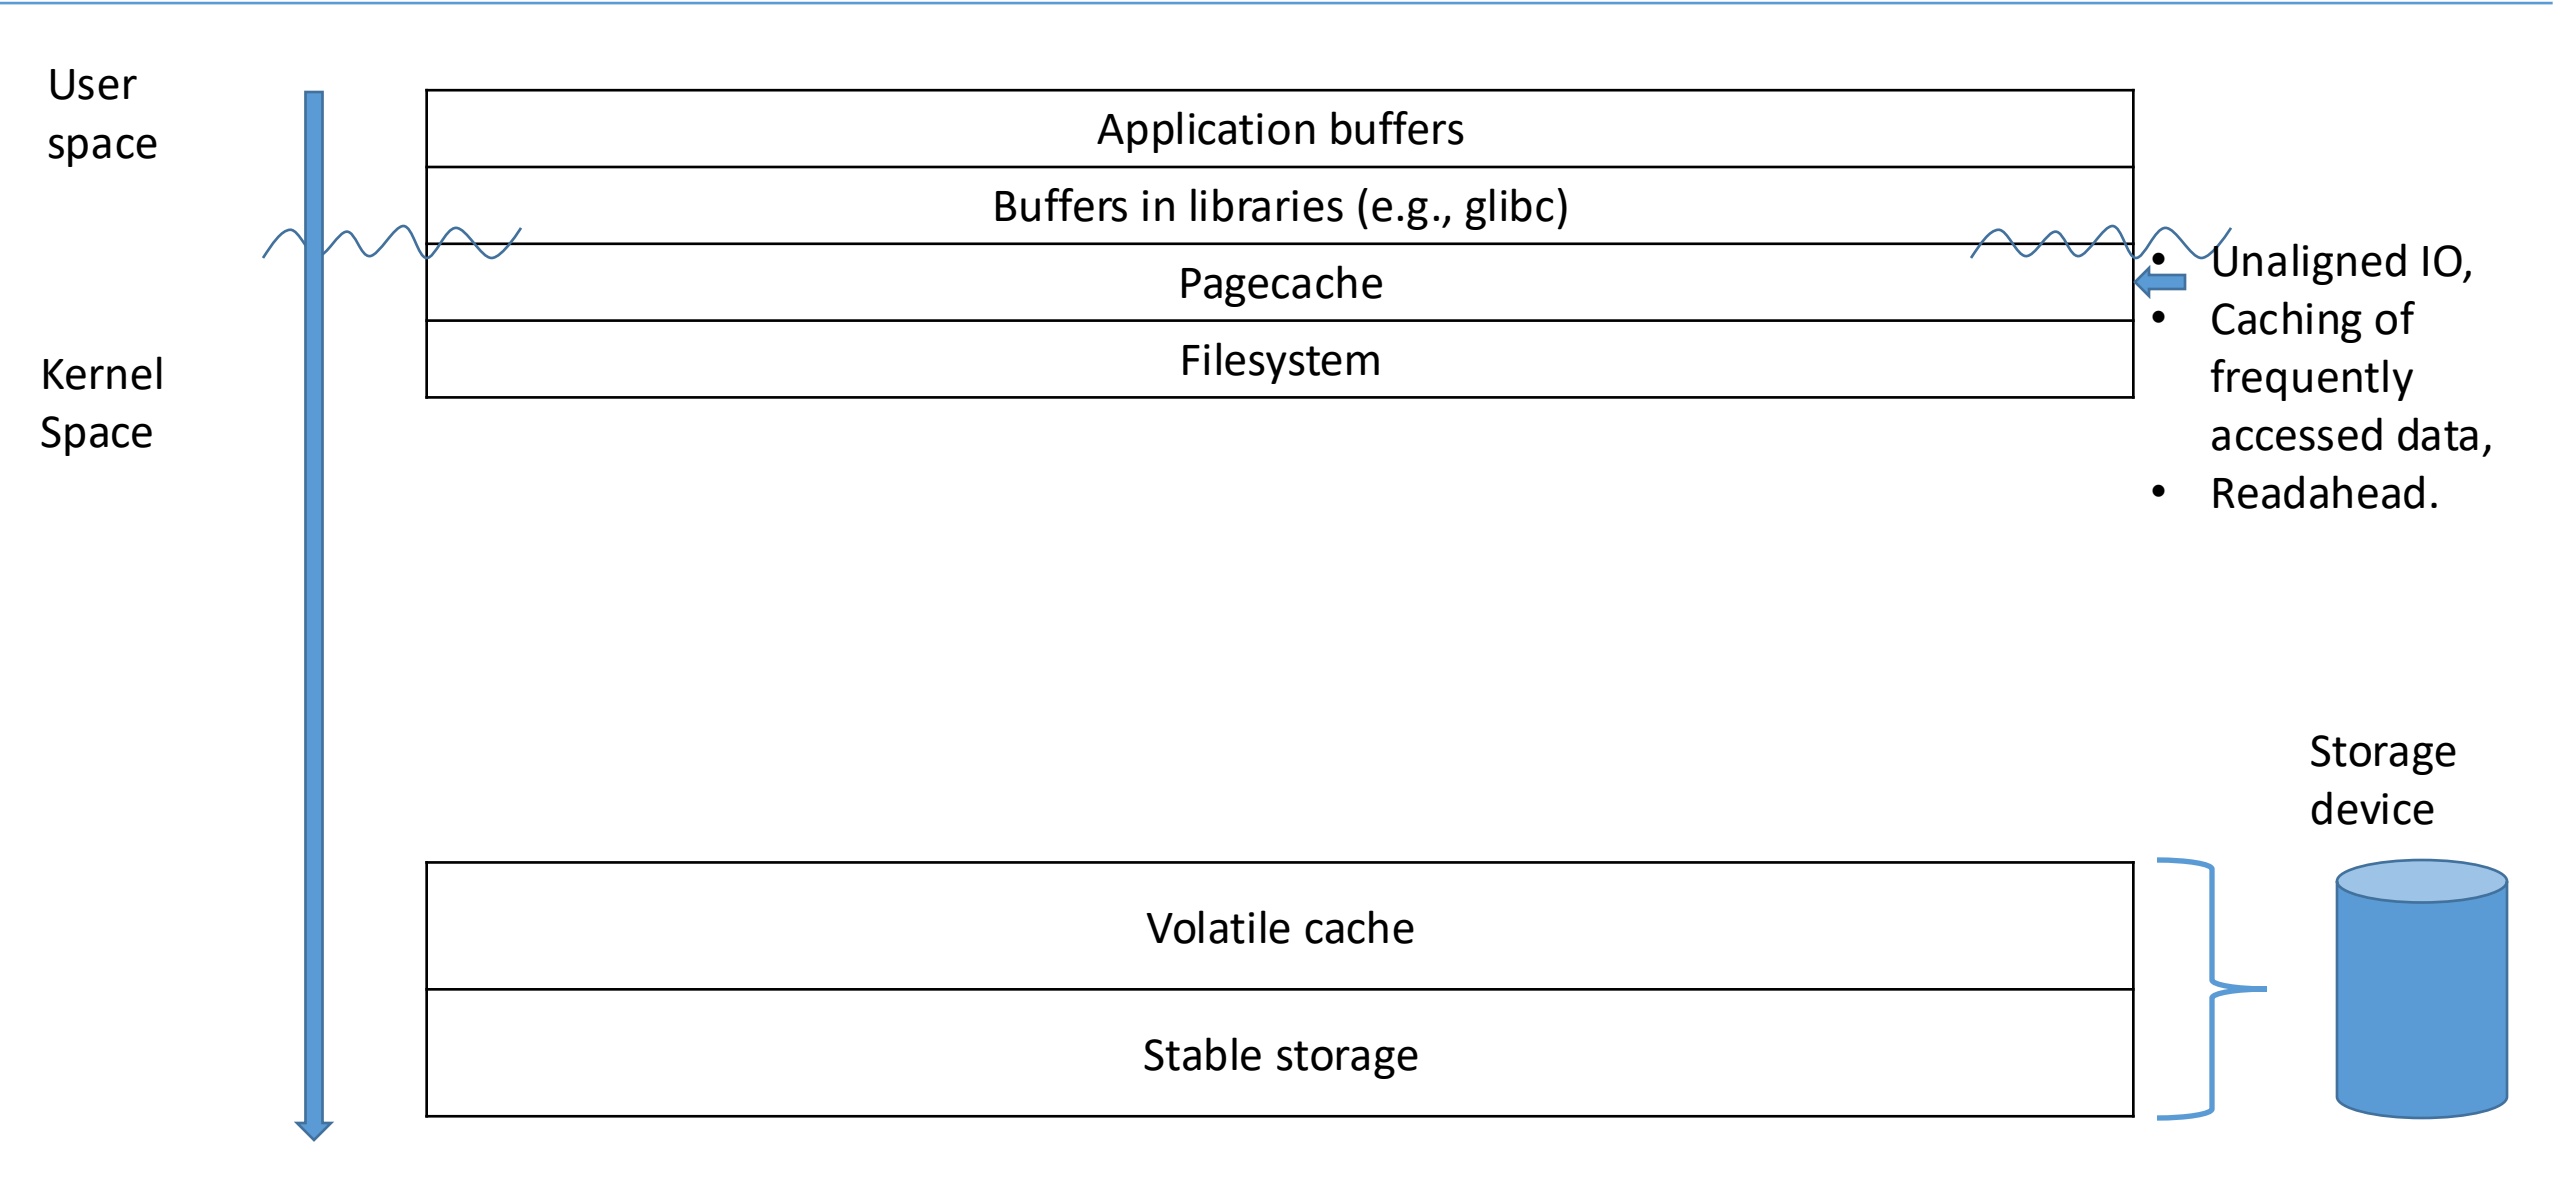 User
space
Application buffers
Buffers in libraries (e.g., glibc)
Pagecache
Filesystem
Kernel
Space
• Unaligned IO,
• Caching of
frequently
accessed data,
• Readahead.
Storage
device
Volatile cache
Stable storage